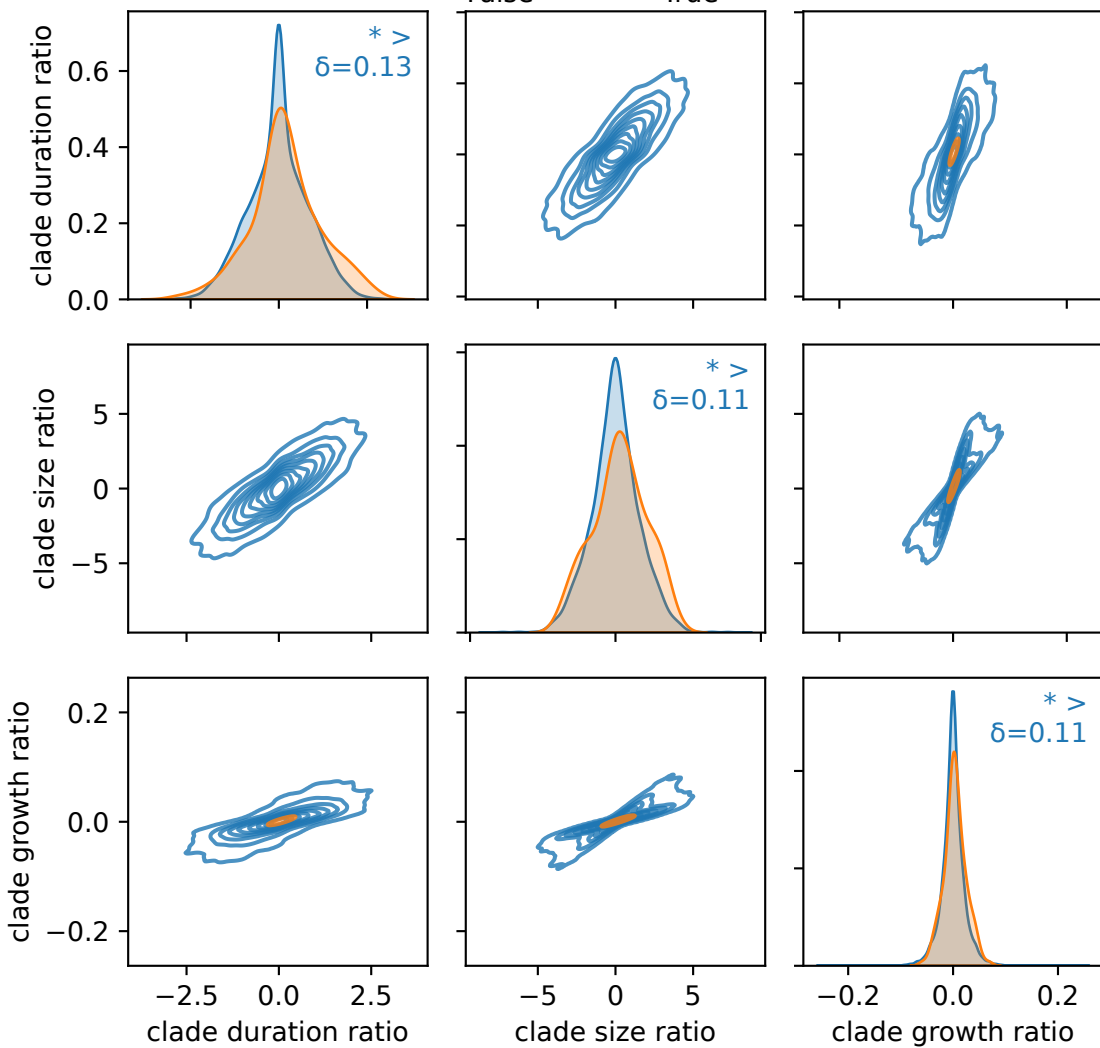 clade duration ratio
0.6
0.4
0.2
0.0
* >
δ=0.13
clade size ratio
5
0
−5
* >
δ=0.11
clade growth ratio
0.2
0.0
−0.2
* >
δ=0.11
−2.5 0.0 2.5
−5 0 5
−0.2 0.0 0.2
clade duration ratio
clade size ratio
clade growth ratio